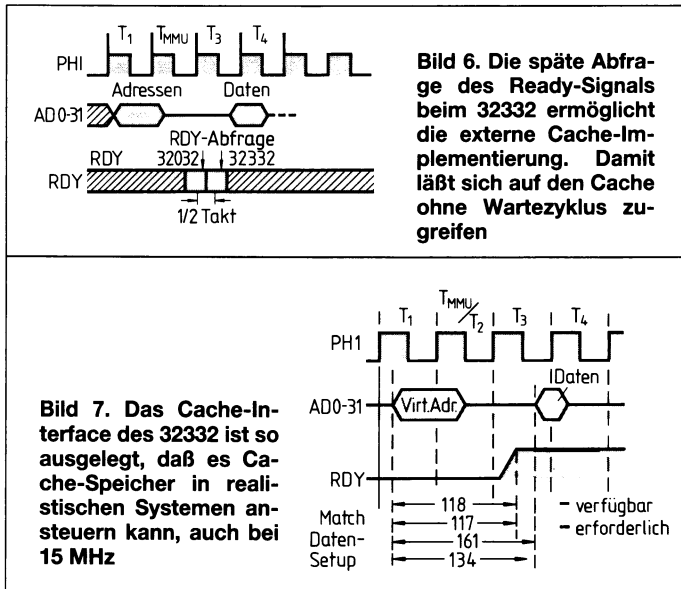 T1 TMMU T3 T4
PHI
Adressen Daten
AD0-31
RDY-Abfrage
RDY 32032 32332
RDY
1/2 Takt
Bild 6. Die späte Abfra-
ge des Ready-Signals
beim 32332 ermöglicht
die externe Cache-Im-
plementierung. Damit
läßt sich auf den Cache
ohne Wartezyklus zu-
greifen
Bild 7. Das Cache-In-
terface des 32332 ist so
ausgelegt, daß es Ca-
che-Speicher in reali-
stischen Systemen an-
steuern kann, auch bei
15 MHz
T1 TMMU/T2 T3 T4
PH1
Daten
AD0-31 Virt.Adr.
RDY
118 – verfügbar
Match 117 – erforderlich
Daten- 161
Setup 134